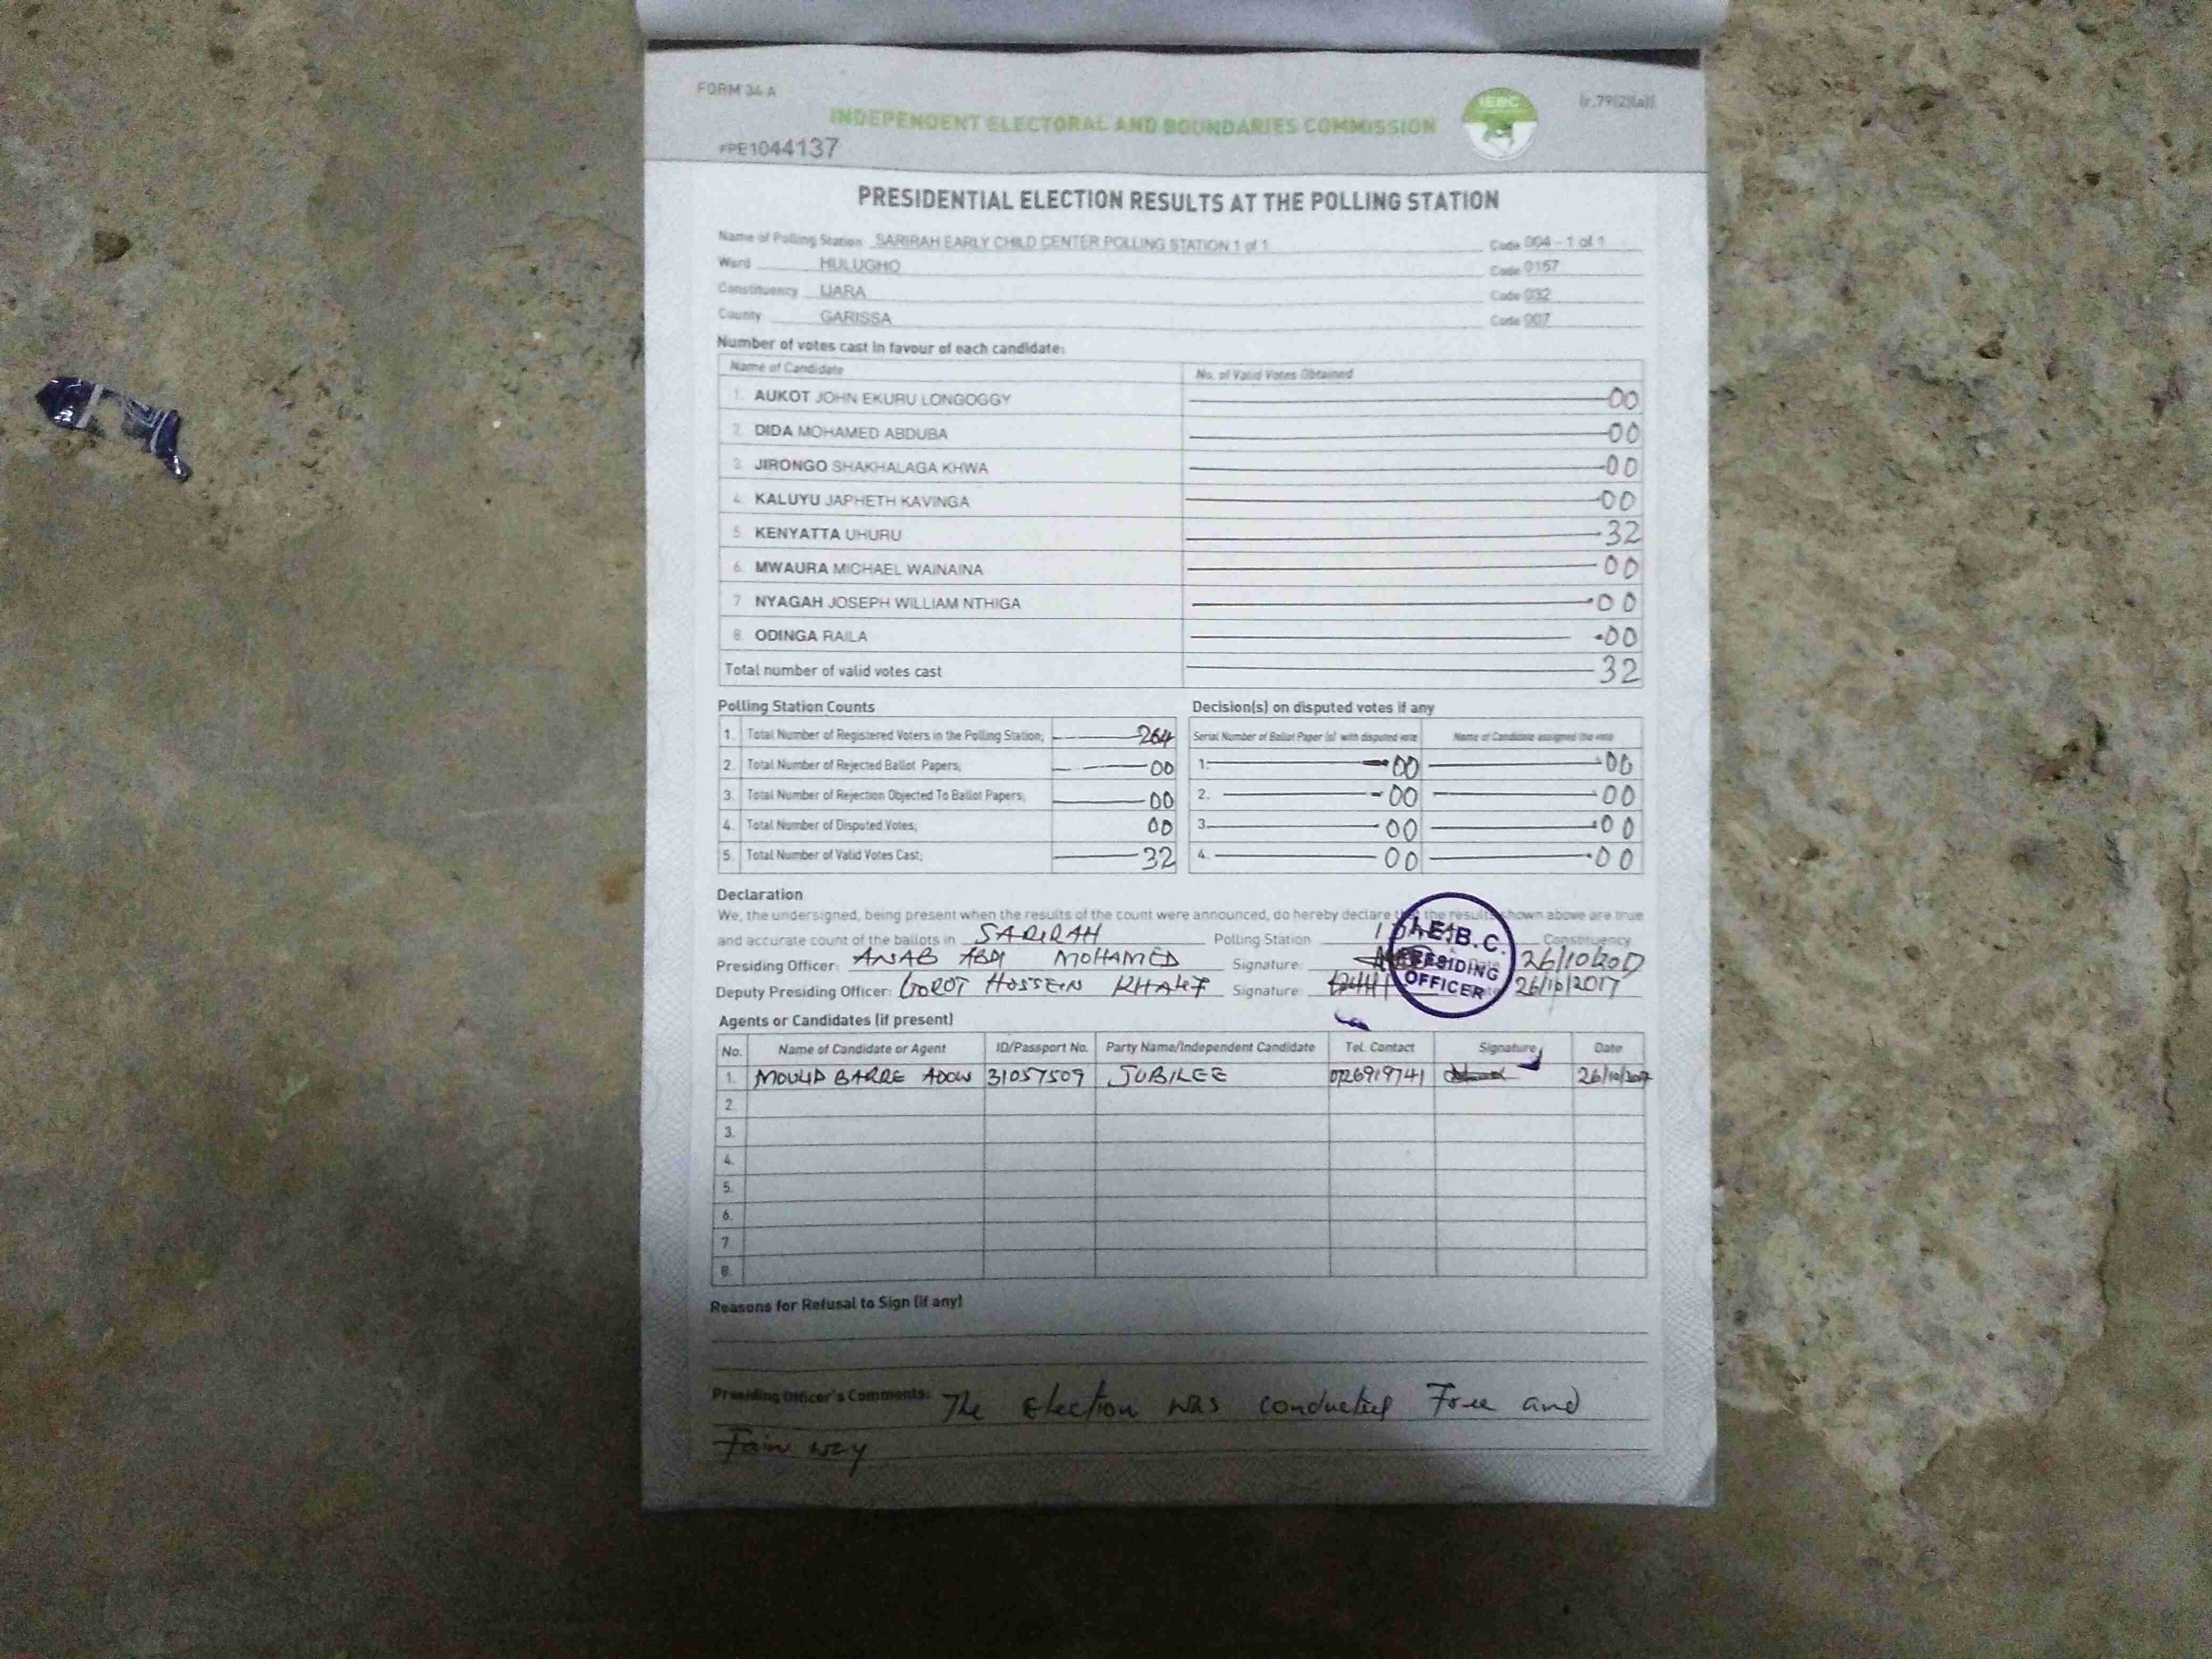 FORM 34 A
(r.79(2)(a))
INDEPENDENT ELECTORAL AND BOUNDARIES COMMISSION
IEBC
FPE1044137
PRESIDENTIAL ELECTION RESULTS AT THE POLLING STATION
Name of Polling Station SARIRAH EARLY CHILD CENTER POLLING STATION 1 of 1 Code 004 - 1 of 1
Ward HULUGHO Code 0157
Constituency IJARA Code 032
County GARISSA Code 007
Number of votes cast in favour of each candidate:
Name of Candidate No. of Valid Votes Obtained
1. AUKOT JOHN EKURU LONGOGGY 00
2. DIDA MOHAMED ABDUBA 00
3. JIRONGO SHAKHALAGA KHWA 00
4. KALUYU JAPHETH KAVINGA 00
5. KENYATTA UHURU 32
6. MWAURA MICHAEL WAINAINA 00
7 NYAGAH JOSEPH WILLIAM NTHIGA 00
8. ODINGA RAILA 00
Total number of valid votes cast 32
Polling Station Counts Decision(s) on disputed votes if any
1. Total Number of Registered Voters in the Polling Station; 264 Serial Number of Ballot Paper (s) with disputed vote Name of Candidate assigned the vote
2. Total Number of Rejected Ballot Papers; 00 1. 00 00
3. Total Number of Rejection Objected To Ballot Papers; 00 2. 00 00
4. Total Number of Disputed Votes; 00 3. 00 00
5. Total Number of Valid Votes Cast; 32 4. 00 00
Declaration
We, the undersigned, being present when the results of the count were announced, do hereby declare that the results shown above are true
and accurate count of the ballots in SARIRAH Polling Station Constituency
Presiding Officer: ANAB ABDI MOHAMED Signature: Date 26/10/2017
Deputy Presiding Officer: HUSSEIN KHALIF Signature: Date 26/10/2017
I.E.B.C.
PRESIDING
OFFICER
Agents or Candidates (if present)
No. Name of Candidate or Agent ID/Passport No. Party Name/Independent Candidate Tel. Contact Signature Date
1. MOULID BARRE ADOW 31057509 JUBILEE 0726919741 26/10/2017
2.
3.
4.
5.
6.
7.
8.
Reasons for Refusal to Sign (if any)
Presiding Officer's Comments: The Election was conducted Free and
Fair way